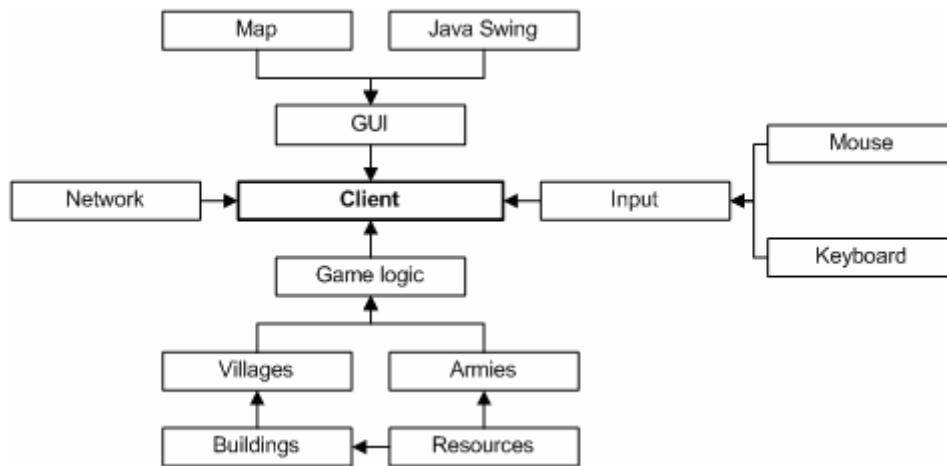 Map
Java Swing
GUI
Mouse
Network
Client
Input
Keyboard
Game logic
Villages
Armies
Buildings
Resources